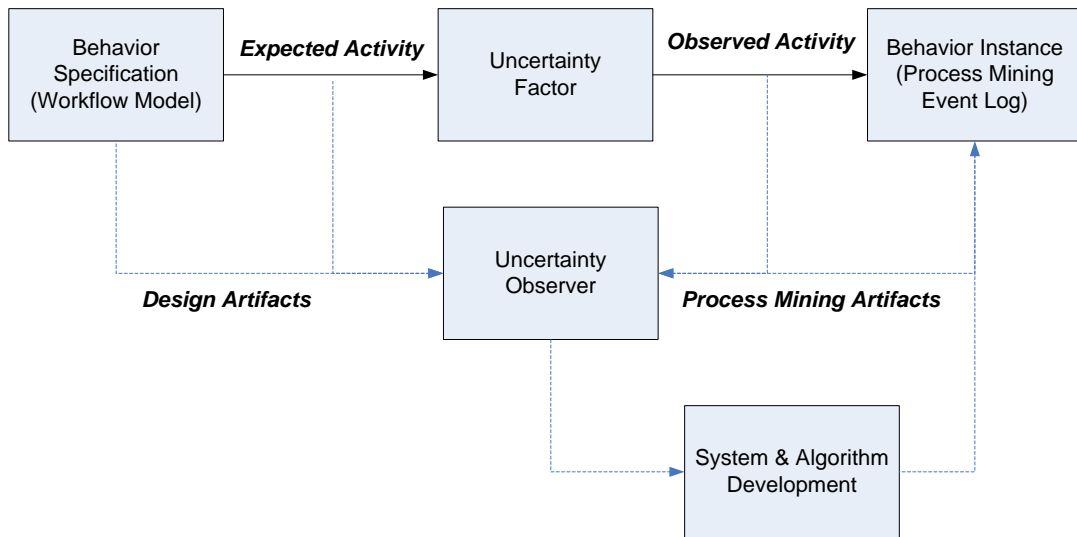 Behavior
Specification
(Workflow Model)
Expected Activity
Uncertainty
Factor
Observed Activity
Behavior Instance
(Process Mining
Event Log)
Uncertainty
Observer
Design Artifacts
Process Mining Artifacts
System & Algorithm
Development